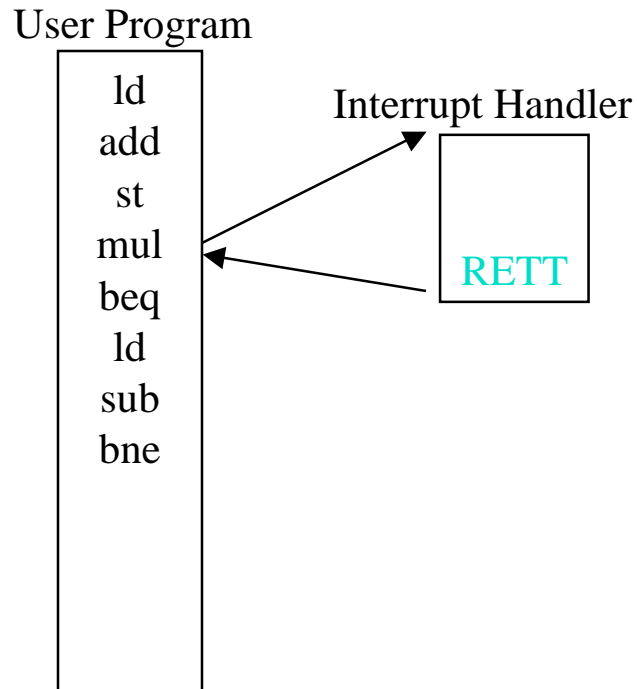 User Program
ld
add
st
mul
beq
ld
sub
bne
Interrupt Handler
RETT